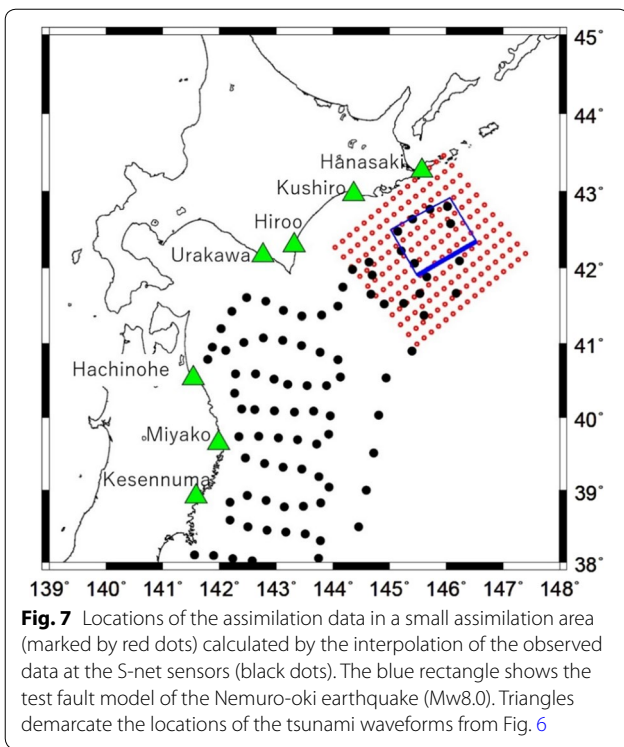 45˚
44˚
Hanasaki
43˚
Kushiro
Hiroo
Urakawa
42˚
41˚
Hachinohe
40˚
Miyako
Kesennuma
39˚
38˚
139˚ 140˚ 141˚ 142˚ 143˚ 144˚ 145˚ 146˚ 147˚ 148˚
Fig. 7 Locations of the assimilation data in a small assimilation area
(marked by red dots) calculated by the interpolation of the observed
data at the S-net sensors (black dots). The blue rectangle shows the
test fault model of the Nemuro-oki earthquake (Mw8.0). Triangles
demarcate the locations of the tsunami waveforms from Fig. 6